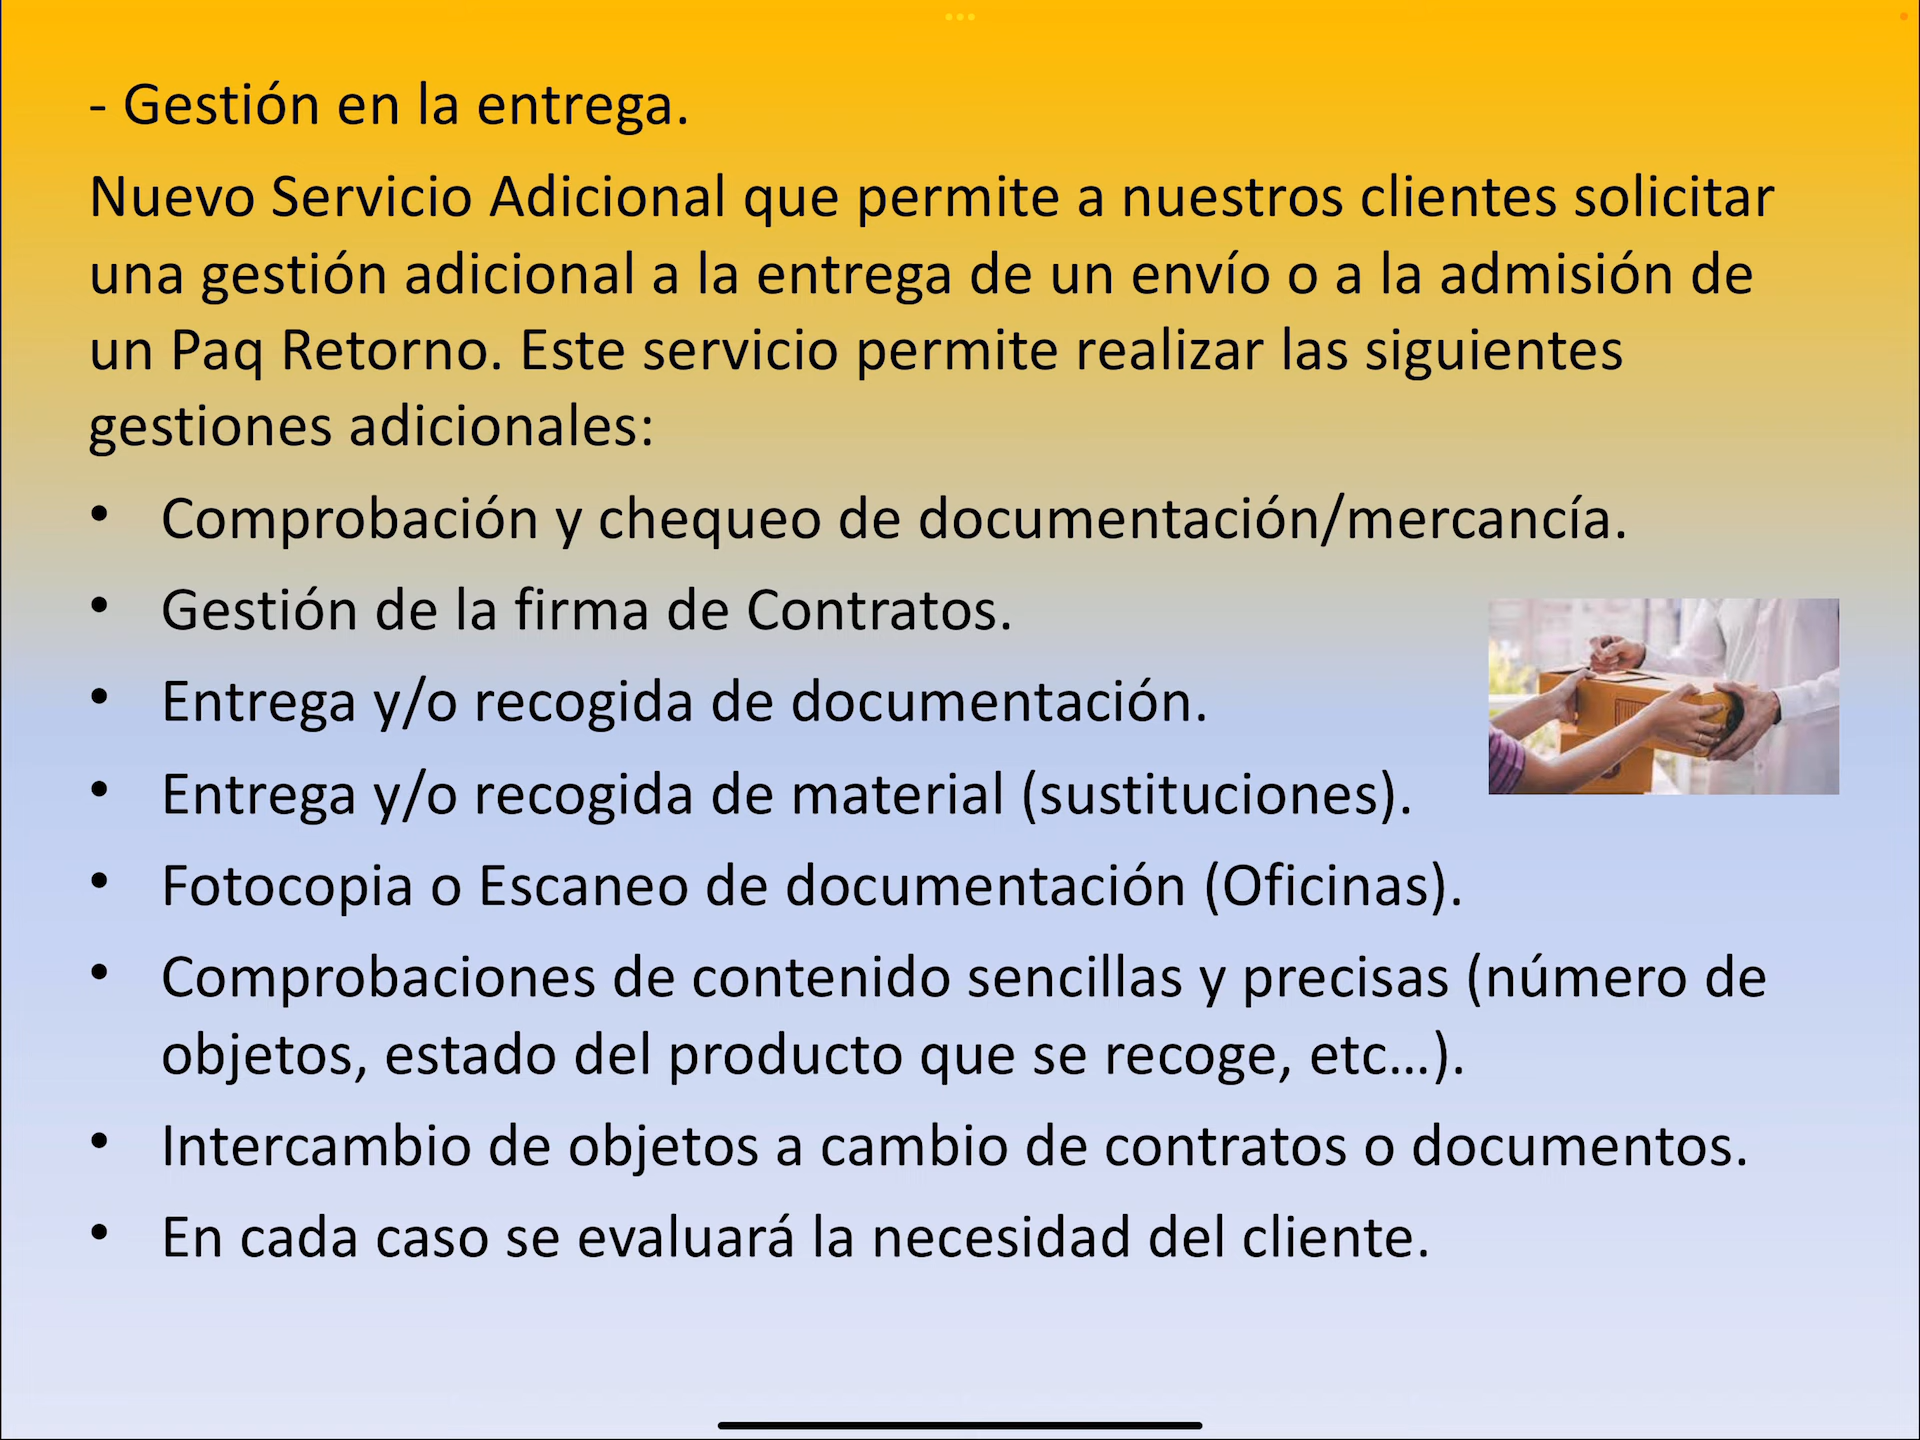 - Gestión en la entrega.
Nuevo Servicio Adicional que permite a nuestros clientes solicitar
una gestión adicional a la entrega de un envío o a la admisión de
un Paq Retorno. Este servicio permite realizar las siguientes
gestiones adicionales:
• Comprobación y chequeo de documentación/mercancía.
• Gestión de la firma de Contratos.
• Entrega y/o recogida de documentación.
• Entrega y/o recogida de material (sustituciones).
• Fotocopia o Escaneo de documentación (Oficinas).
• Comprobaciones de contenido sencillas y precisas (número de
objetos, estado del producto que se recoge, etc...).
• Intercambio de objetos a cambio de contratos o documentos.
• En cada caso se evaluará la necesidad del cliente.